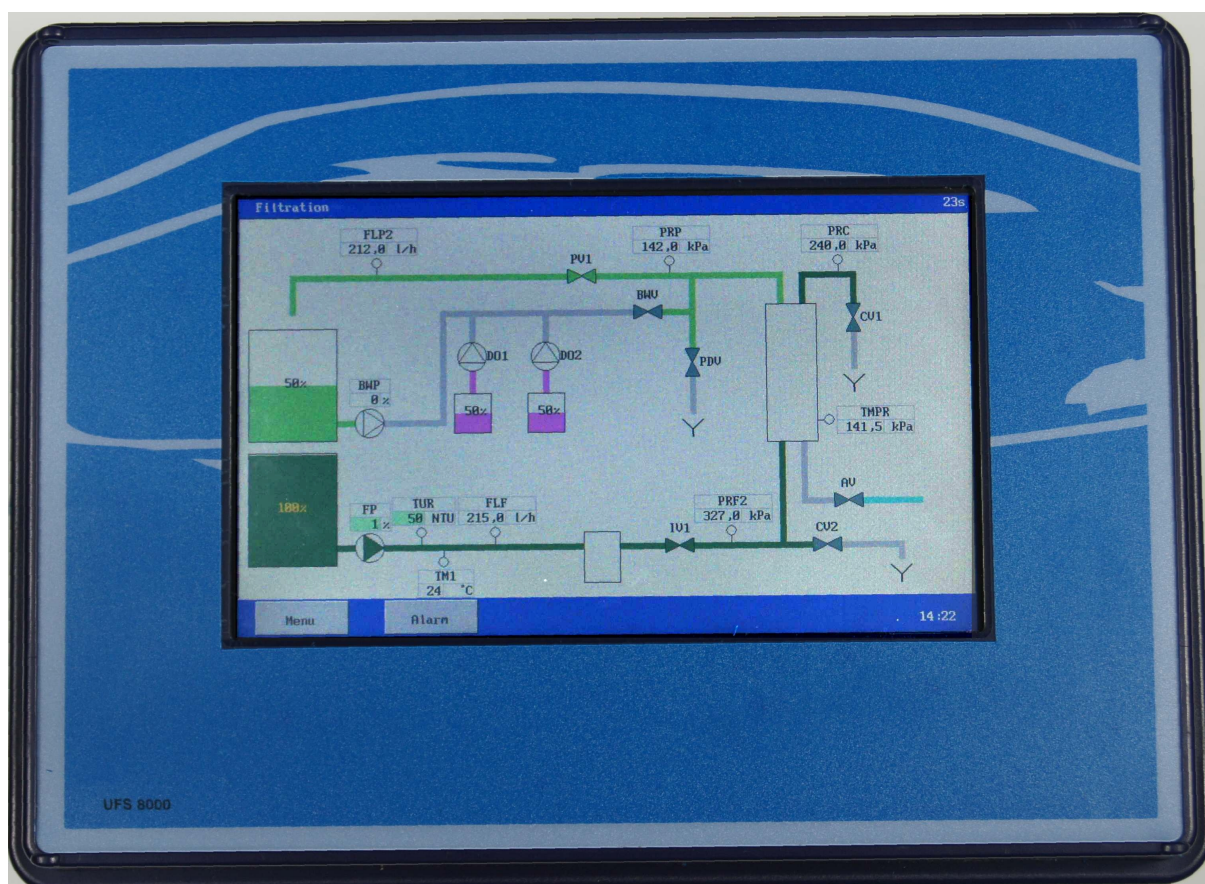 Filtration
23s
FLP2
212,0 l/h
PRP
142,0 kPa
PRC
240,0 kPa
PV1
BWV
CV1
DO1
DO2
PDV
50%
BWP
0 %
50%
50%
TMPR
141,5 kPa
100%
FP
1 %
TUR
50 NTU
FLF
215,0 l/h
IV1
PRF2
327,0 kPa
AV
CV2
TM1
24 °C
Menu
Alarm
14:22
UFS 8000